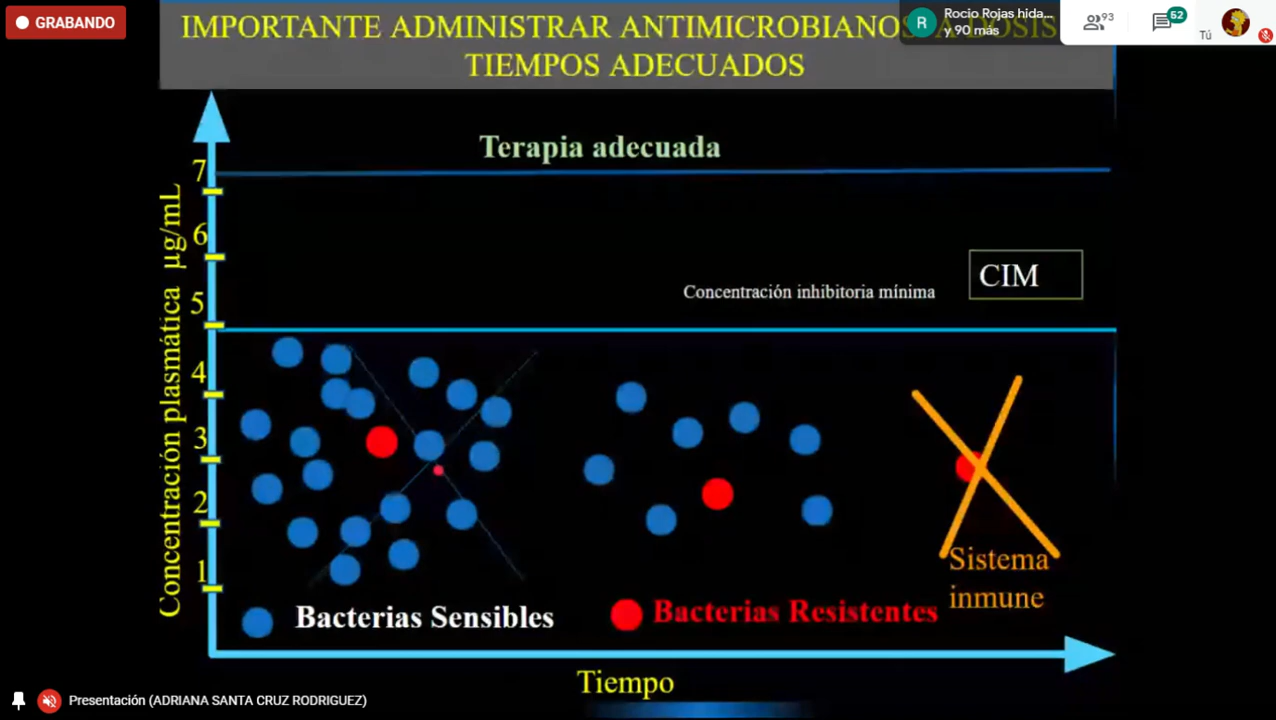 GRABANDO
IMPORTANTE ADMINISTRAR ANTIMICROBIANOS A DOSIS
TIEMPOS ADECUADOS
R
Rocio Rojas hida...
y 90 más
93
52
Tú
Terapia adecuada
Concentración plasmática µg/mL
7
6
5
4
3
2
1
Concentración inhibitoria mínima
CIM
Sistema
inmune
Bacterias Sensibles
Bacterias Resistentes
Tiempo
Presentación (ADRIANA SANTA CRUZ RODRIGUEZ)